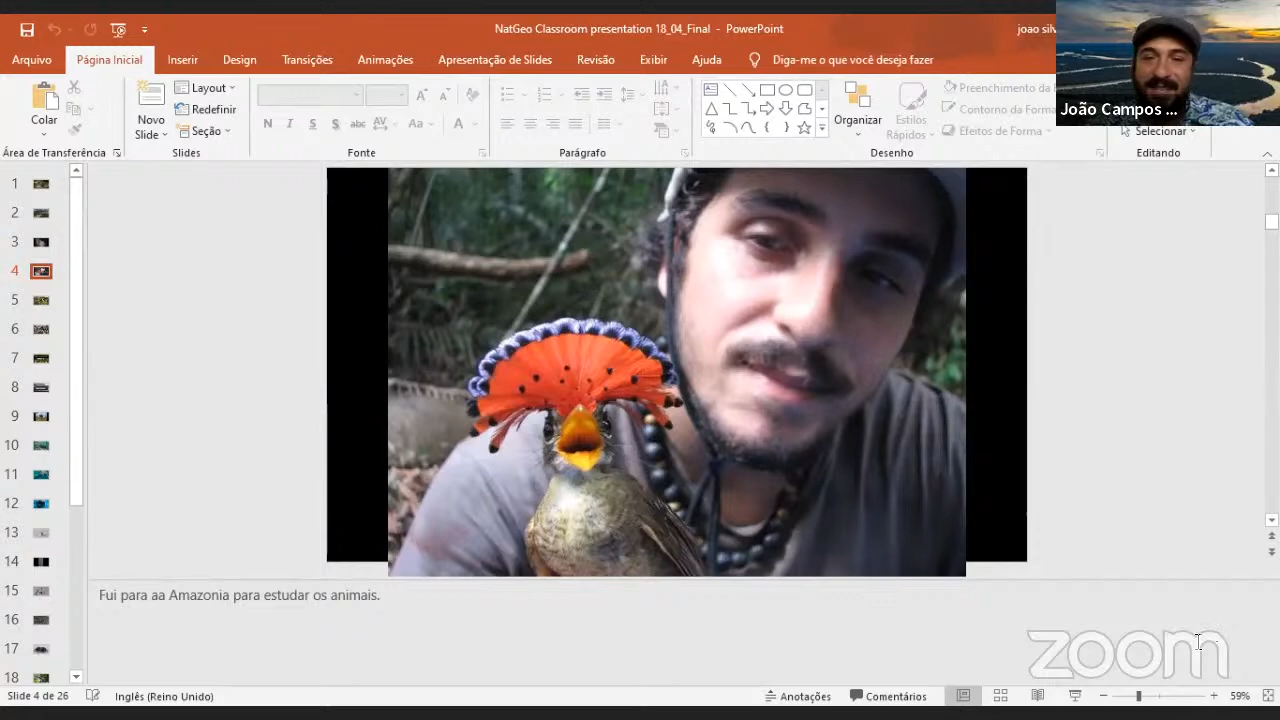 NatGeo Classroom presentation 18_04_Final - PowerPoint
joao silv
João Campos ...
Arquivo
Página Inicial
Inserir
Design
Transições
Animações
Apresentação de Slides
Revisão
Exibir
Ajuda
Diga-me o que você deseja fazer
Colar
Área de Transferência
Novo
Slide
Layout
Redefinir
Seção
Slides
N
I
S
S
abc
AV
Aa
A
A
A
Fonte
Parágrafo
Organizar
Estilos
Rápidos
Preenchimento da
Contorno da Forma
Efeitos de Forma
Desenho
Selecionar
Editando
1
2
3
4
5
6
7
8
9
10
11
12
13
14
15
16
17
18
Fui para aa Amazonia para estudar os animais.
zoom
Slide 4 de 26
Inglês (Reino Unido)
Anotações
Comentários
59%